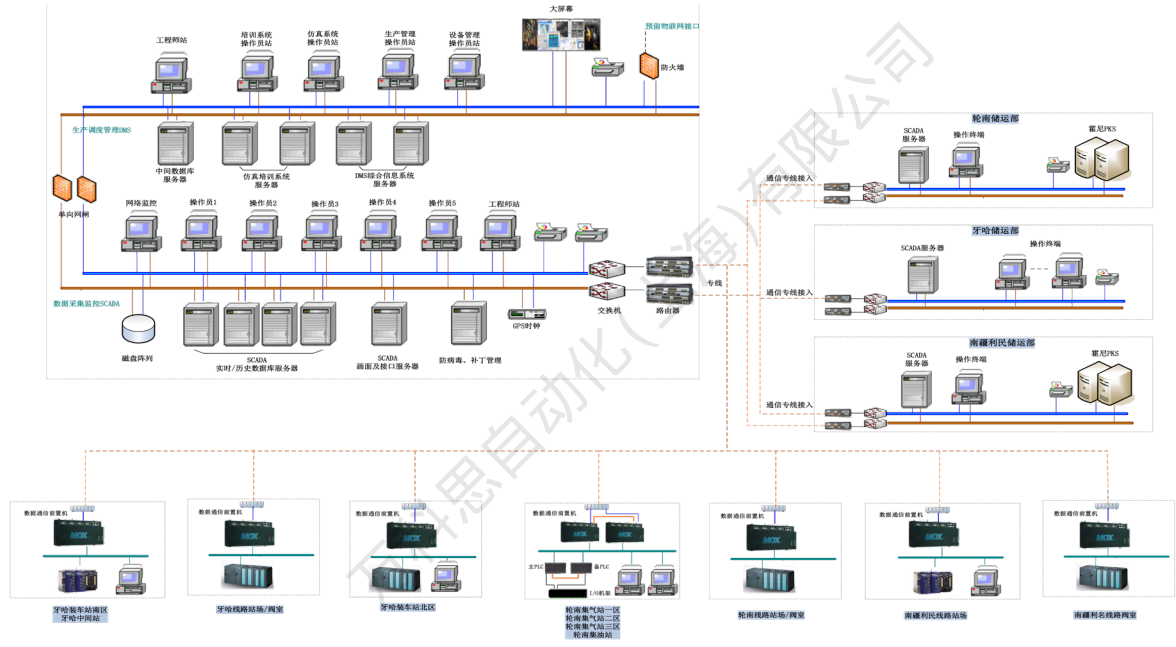 大屏幕
预留物联网接口
工程师站
培训系统
操作员站
仿真系统
操作员站
生产管理
操作员站
设备管理
操作员站
防火墙
生产调度管理DMS
中间数据库
服务器
仿真培训系统
服务器
DMS综合信息系统
服务器
单向网闸
网络监控
操作员1
操作员2
操作员3
操作员4
操作员5
工程师站
数据采集监控SCADA
磁盘阵列
SCADA
实时/历史数据库服务器
SCADA
画面及接口服务器
防病毒、补丁管理
GPS时钟
交换机
路由器
专线
轮南储运部
SCADA
服务器
操作终端
霍尼PKS
通信专线接入
牙哈储运部
SCADA服务器
操作终端
通信专线接入
南疆利民储运部
SCADA
服务器
操作终端
霍尼PKS
通信专线接入
数据通信前置机
MOX
牙哈装车站南区
牙哈中间站
数据通信前置机
MOX
牙哈线路站场/阀室
数据通信前置机
MOX
牙哈装车站北区
数据通信前置机
MOX
MOX
主PLC
备PLC
I/O机架
轮南集气站一区
轮南集气站二区
轮南集气站三区
轮南集油站
数据通信前置机
MOX
轮南线路站场/阀室
数据通信前置机
MOX
南疆利民线路站场
数据通信前置机
MOX
南疆利名线路阀室
万科思自动化(上海)有限公司